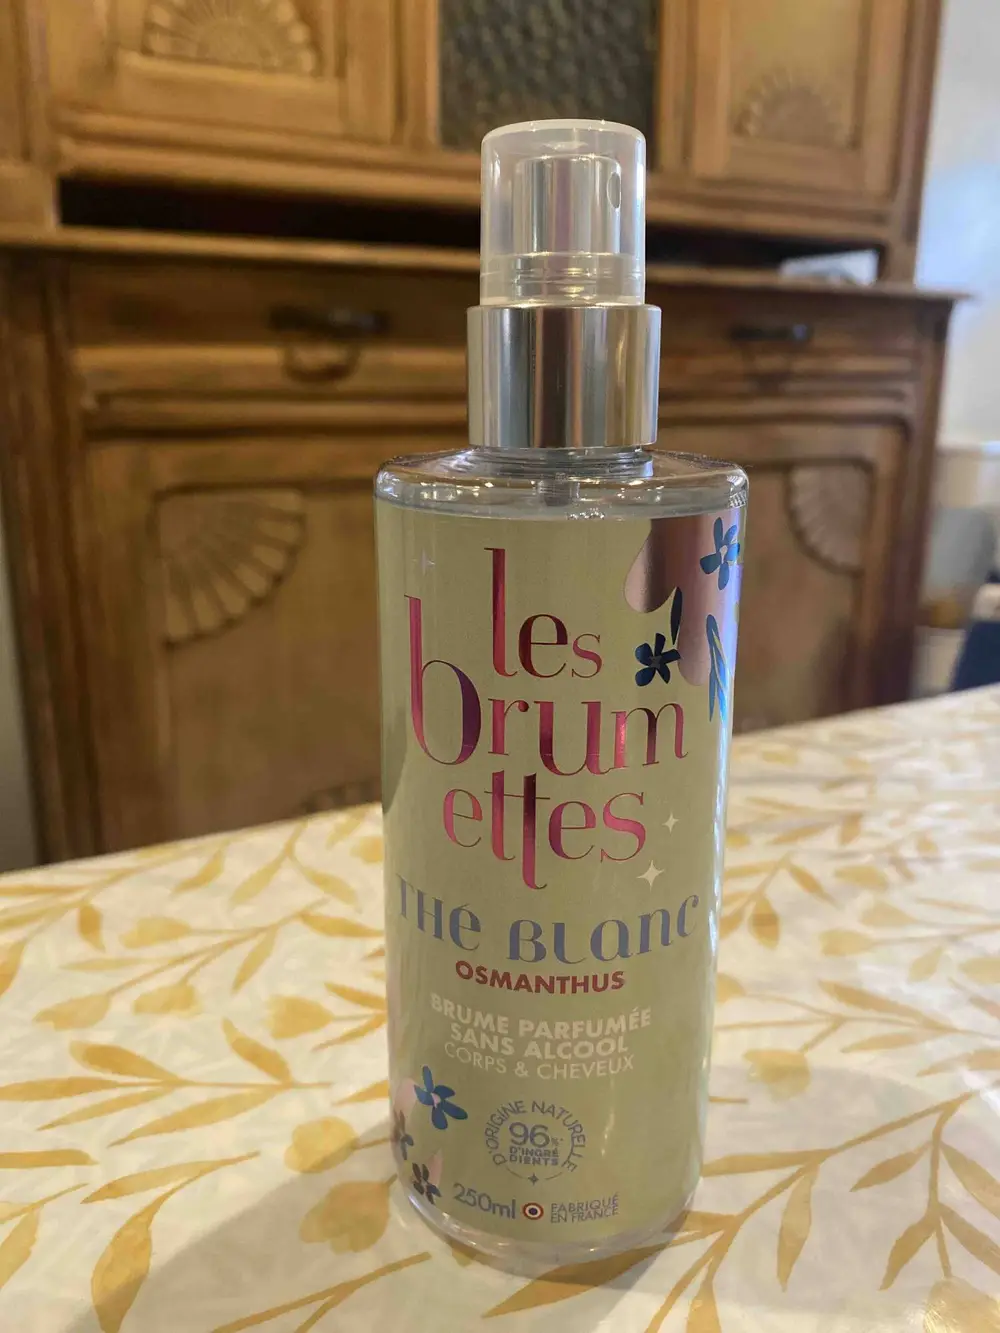 les
brum
ettes
THé BLanc
OSMANTHUS
BRUME PARFUMÉE
SANS ALCOOL
CORPS & CHEVEUX
96%
D'INGRÉ
DIENTS
D'ORIGINE NATURELLE
250ml
FABRIQUÉ
EN FRANCE